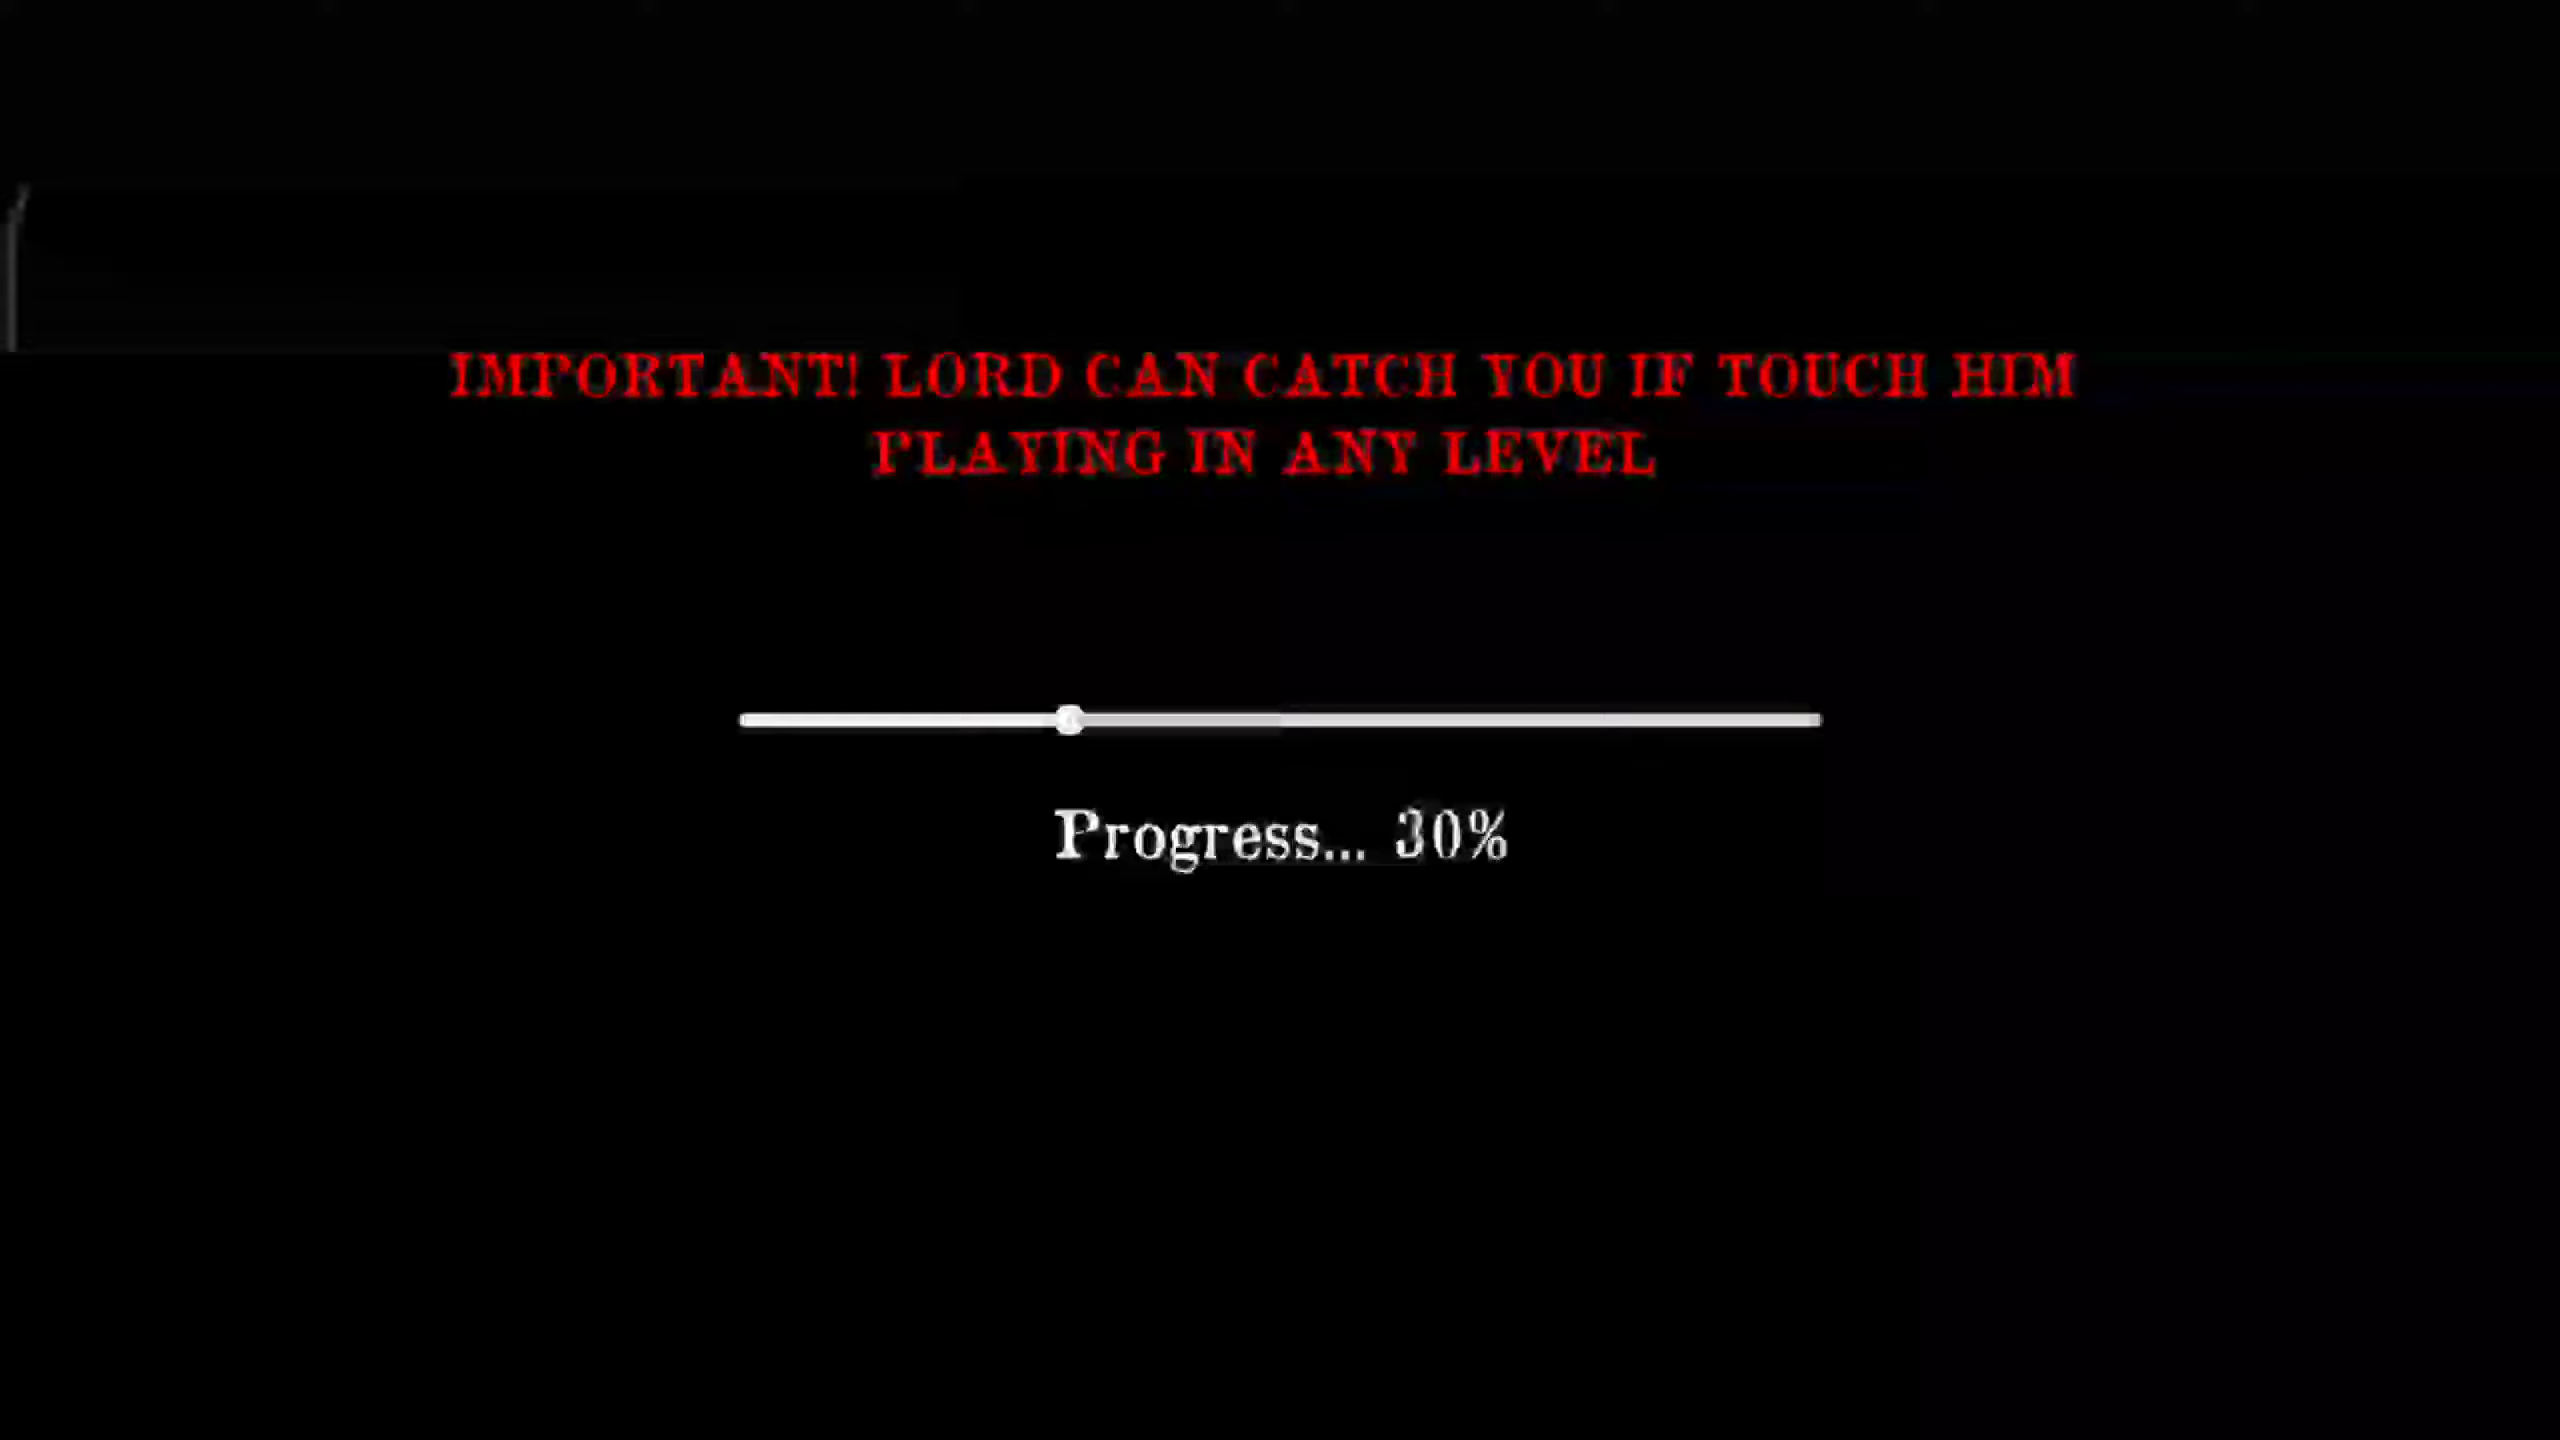 IMPORTANT! LORD CAN CATCH YOU IF TOUCH HIM
PLAYING IN ANY LEVEL
Progress... 30%